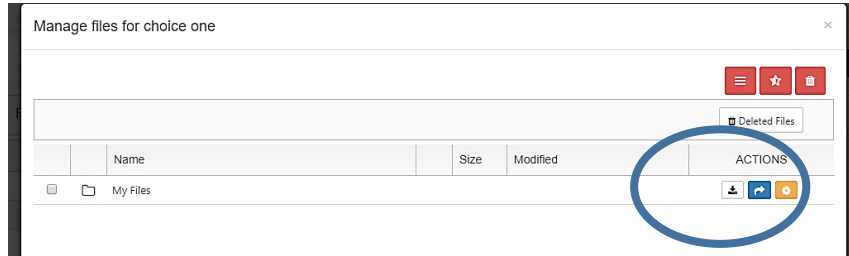 Manage files for choice one ×
Deleted Files
Name Size Modified ACTIONS
My Files